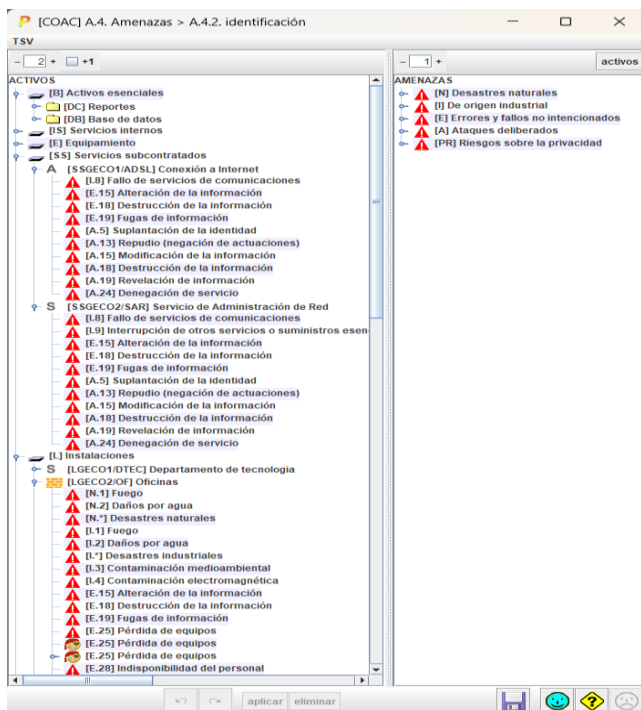 [COAC] A.4. Amenazas > A.4.2. identificación
TSV
- 2 + +1
ACTIVOS
[B] Activos esenciales
[DC] Reportes
[DB] Base de datos
[IS] Servicios internos
[E] Equipamiento
[SS] Servicios subcontratados
A [SSGECO1/ADSL] Conexión a Internet
[I.8] Fallo de servicios de comunicaciones
[E.15] Alteración de la información
[E.18] Destrucción de la información
[E.19] Fugas de información
[A.5] Suplantación de la identidad
[A.13] Repudio (negación de actuaciones)
[A.15] Modificación de la información
[A.18] Destrucción de la información
[A.19] Revelación de información
[A.24] Denegación de servicio
S [SSGECO2/SAR] Servicio de Administración de Red
[I.8] Fallo de servicios de comunicaciones
[I.9] Interrupción de otros servicios o suministros esen
[E.15] Alteración de la información
[E.18] Destrucción de la información
[E.19] Fugas de información
[A.5] Suplantación de la identidad
[A.13] Repudio (negación de actuaciones)
[A.15] Modificación de la información
[A.18] Destrucción de la información
[A.19] Revelación de información
[A.24] Denegación de servicio
[L] Instalaciones
S [LGECO1/DTEC] Departamento de tecnologia
[LGECO2/OF] Oficinas
[N.1] Fuego
[N.2] Daños por agua
[N.*] Desastres naturales
[I.1] Fuego
[I.2] Daños por agua
[I.*] Desastres industriales
[I.3] Contaminación medioambiental
[I.4] Contaminación electromagnética
[E.15] Alteración de la información
[E.18] Destrucción de la información
[E.19] Fugas de información
[E.25] Pérdida de equipos
[E.25] Pérdida de equipos
[E.25] Pérdida de equipos
[E.28] Indisponibilidad del personal
- 1 + activos
AMENAZAS
[N] Desastres naturales
[I] De origen industrial
[E] Errores y fallos no intencionados
[A] Ataques deliberados
[PR] Riesgos sobre la privacidad
aplicar eliminar